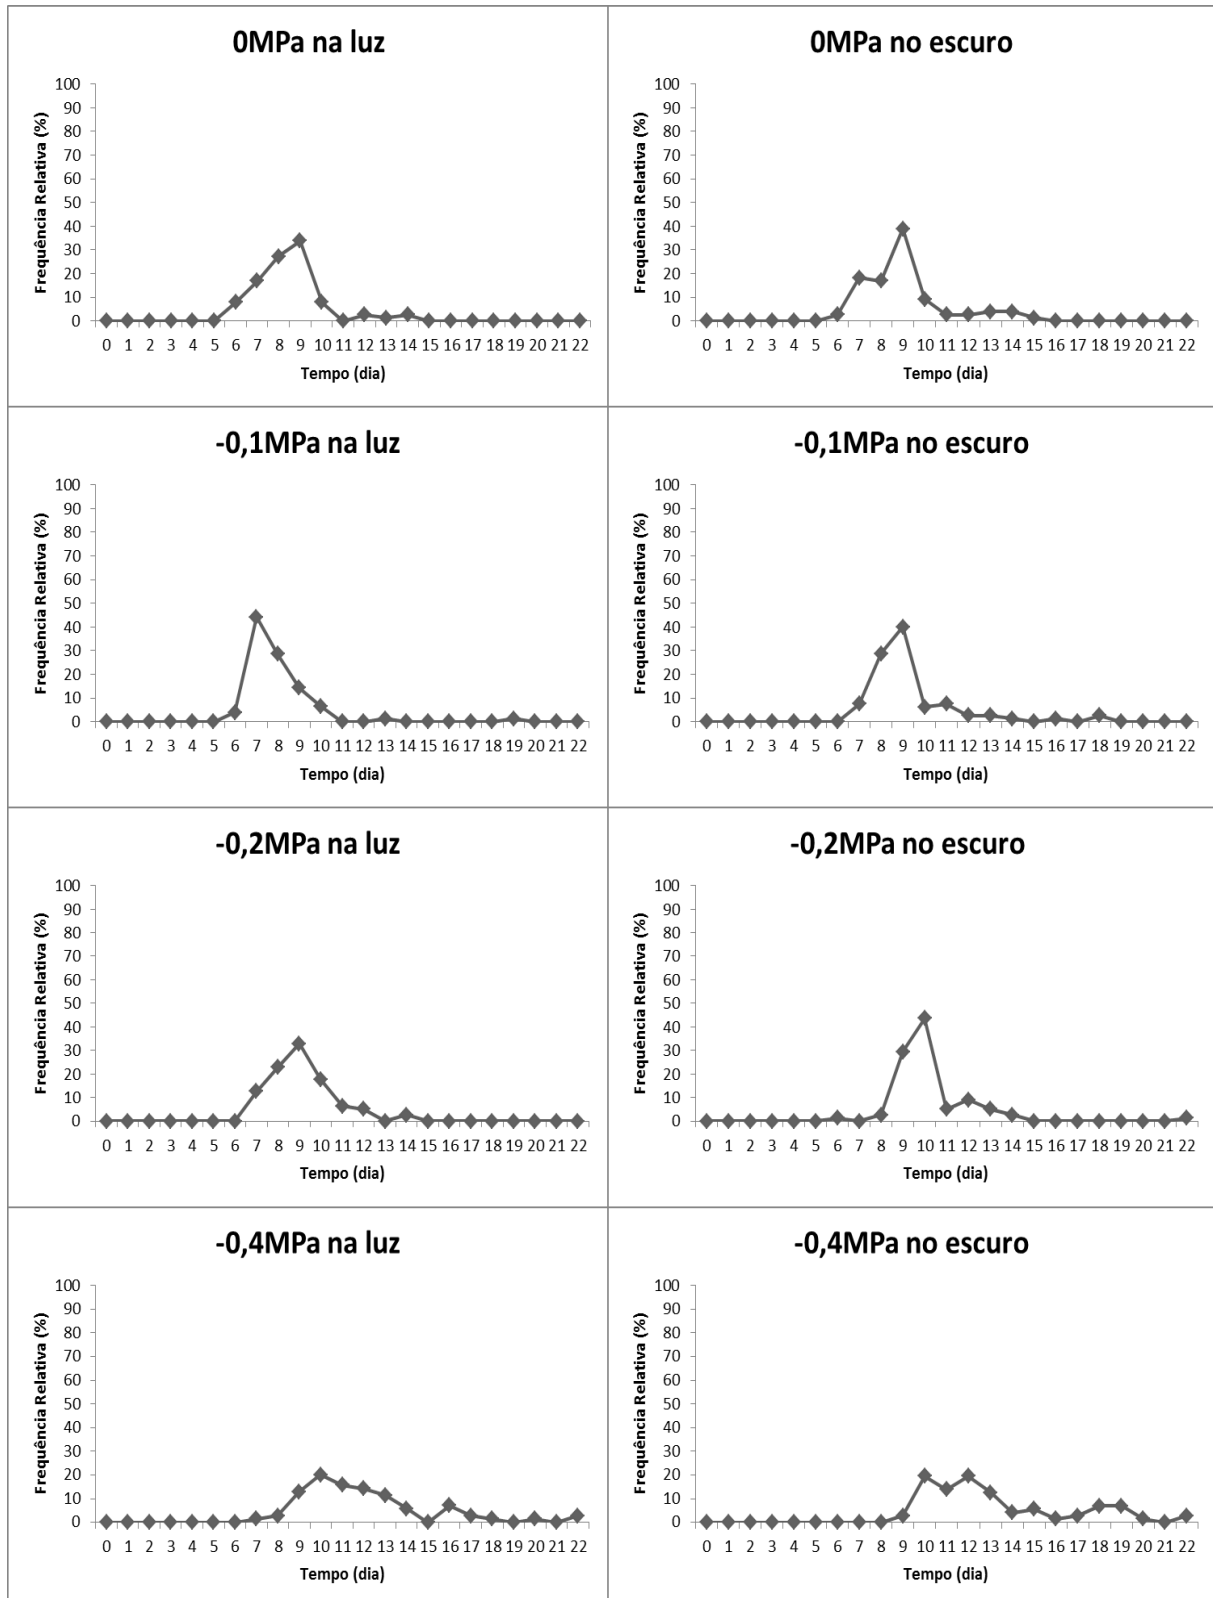 0MPa na luz
100
90
80
70
60
50
40
30
20
10
0
Frequência Relativa (%)
0 1 2 3 4 5 6 7 8 9 10 11 12 13 14 15 16 17 18 19 20 21 22
Tempo (dia)
0MPa no escuro
100
90
80
70
60
50
40
30
20
10
0
Frequência Relativa (%)
0 1 2 3 4 5 6 7 8 9 10 11 12 13 14 15 16 17 18 19 20 21 22
Tempo (dia)
-0,1MPa na luz
100
90
80
70
60
50
40
30
20
10
0
Frequência Relativa (%)
0 1 2 3 4 5 6 7 8 9 10 11 12 13 14 15 16 17 18 19 20 21 22
Tempo (dia)
-0,1MPa no escuro
100
90
80
70
60
50
40
30
20
10
0
Frequência Relativa (%)
0 1 2 3 4 5 6 7 8 9 10 11 12 13 14 15 16 17 18 19 20 21 22
Tempo (dia)
-0,2MPa na luz
100
90
80
70
60
50
40
30
20
10
0
Frequência Relativa (%)
0 1 2 3 4 5 6 7 8 9 10 11 12 13 14 15 16 17 18 19 20 21 22
Tempo (dia)
-0,2MPa no escuro
100
90
80
70
60
50
40
30
20
10
0
Frequência Relativa (%)
0 1 2 3 4 5 6 7 8 9 10 11 12 13 14 15 16 17 18 19 20 21 22
Tempo (dia)
-0,4MPa na luz
100
90
80
70
60
50
40
30
20
10
0
Frequência Relativa (%)
0 1 2 3 4 5 6 7 8 9 10 11 12 13 14 15 16 17 18 19 20 21 22
Tempo (dia)
-0,4MPa no escuro
100
90
80
70
60
50
40
30
20
10
0
Frequência Relativa (%)
0 1 2 3 4 5 6 7 8 9 10 11 12 13 14 15 16 17 18 19 20 21 22
Tempo (dia)